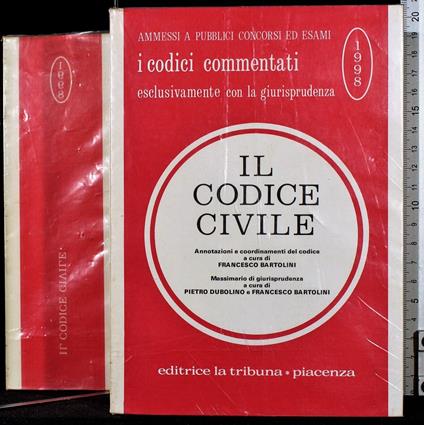 AMMESSI A PUBBLICI CONCORSI ED ESAMI
i codici commentati
esclusivamente con la giurisprudenza
1998
IL
CODICE
CIVILE
Annotazioni e coordinamenti del codice
a cura di
FRANCESCO BARTOLINI
Massimario di giurisprudenza
a cura di
PIETRO DUBOLINO e FRANCESCO BARTOLINI
editrice la tribuna • piacenza
1998
IL CODICE CIVILE